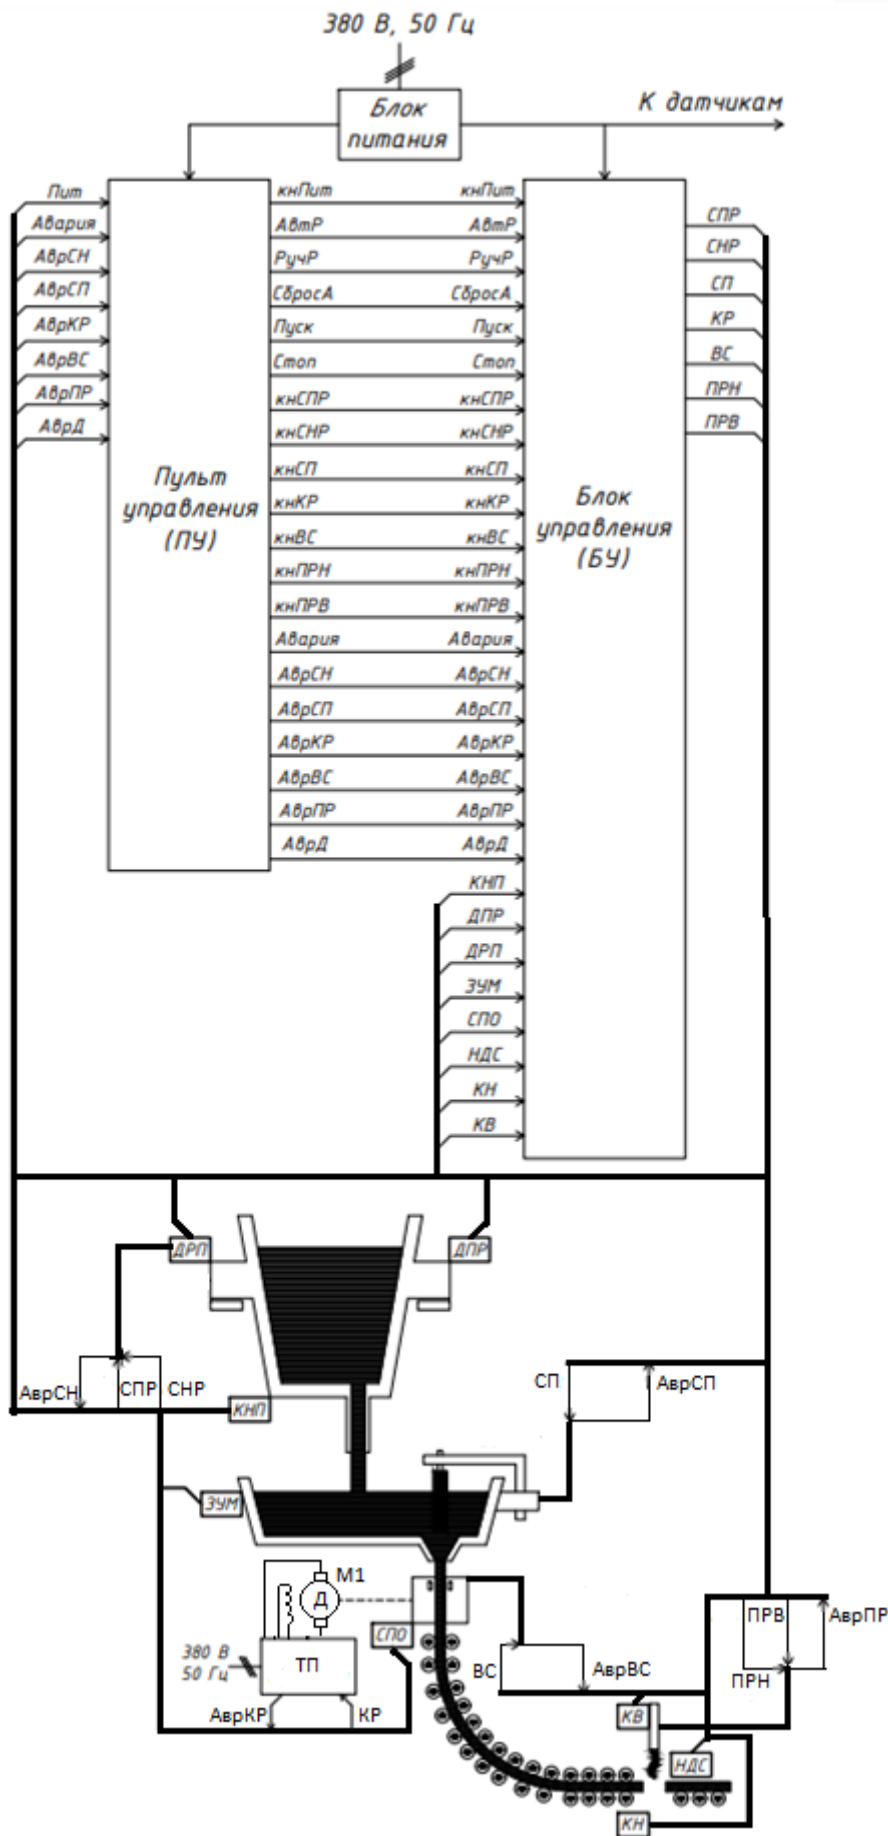 380 В, 50 Гц
Блок
питания
К датчикам
Пит
Авария
АврСН
АврСП
АврКР
АврВС
АврПР
АврД
Пульт
управления
(ПУ)
кнПит кнПит
АвтР АвтР
РучР РучР
СбросА СбросА
Пуск Пуск
Стоп Стоп
кнСПР кнСПР
кнСНР кнСНР
кнСП кнСП
кнКР кнКР
кнВС кнВС
кнПРН кнПРН
кнПРВ кнПРВ
Авария Авария
АврСН АврСН
АврСП АврСП
АврКР АврКР
АврВС АврВС
АврПР АврПР
АврД АврД
КНП
ДПР
ДРП
ЗУМ
СПО
НДС
КН
КВ
Блок
управления
(БУ)
СПР
СНР
СП
КР
ВС
ПРН
ПРВ
ДРП
ДПР
АврСН СПР СНР
КНП
СП АврСП
ЗУМ
М1
Д
СПО
380 В
50 Гц
ТП
АврКР КР
ВС АврВС
ПРВ АврПР
ПРН
КВ
НДС
КН